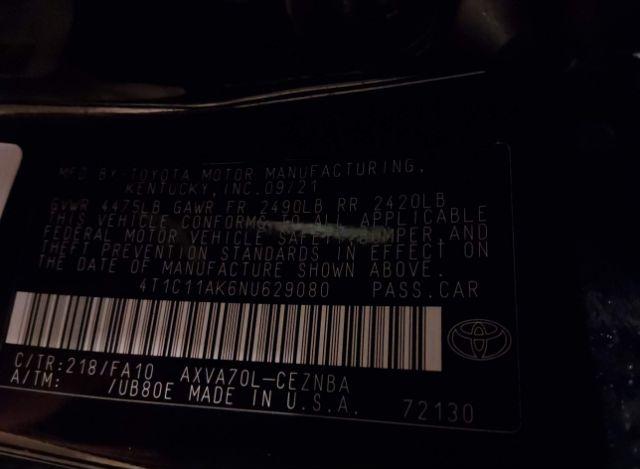 MFD BY:TOYOTA MOTOR MANUFACTURING,
KENTUCKY, INC. 09/21
GVWR 4475LB GAWR FR 2490LB RR 2420LB
THIS VEHICLE CONFORMS TO ALL APPLICABLE
FEDERAL MOTOR VEHICLE SAFETY, BUMPER, AND
THEFT PREVENTION STANDARDS IN EFFECT ON
THE DATE OF MANUFACTURE SHOWN ABOVE.
4T1C11AK6NU629080 PASS.CAR
C/TR:218/FA10 AXVA70L-CEZNBA
A/TM: /UB80E MADE IN U.S.A. 72130